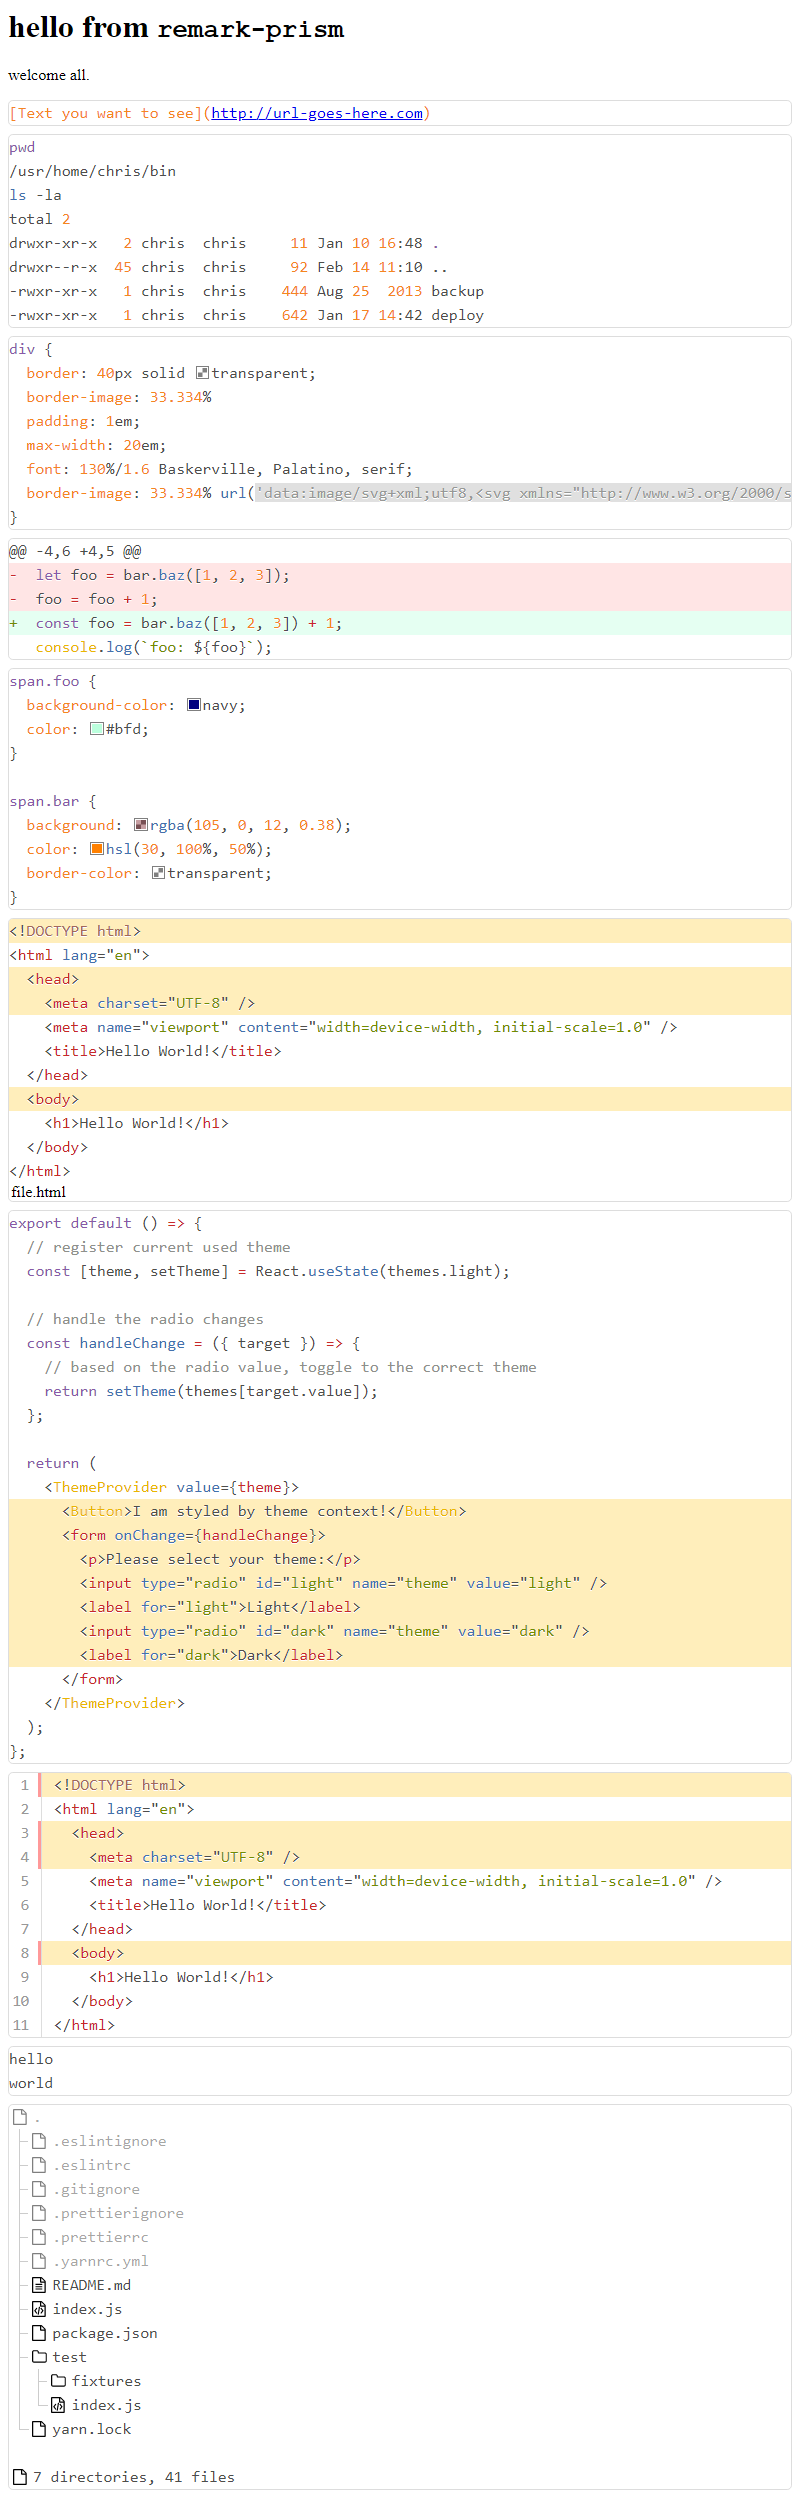 hello from remark-prism
welcome all.
[Text you want to see](http://url-goes-here.com)
pwd
/usr/home/chris/bin
ls -la
total 2
drwxr-xr-x   2 chris  chris     11 Jan 10 16:48 .
drwxr--r-x  45 chris  chris     92 Feb 14 11:10 ..
-rwxr-xr-x   1 chris  chris    444 Aug 25  2013 backup
-rwxr-xr-x   1 chris  chris    642 Jan 17 14:42 deploy
div {
  border: 40px solid transparent;
  border-image: 33.334%
  padding: 1em;
  max-width: 20em;
  font: 130%/1.6 Baskerville, Palatino, serif;
  border-image: 33.334% url('data:image/svg+xml;utf8,<svg xmlns="http://www.w3.org/2000/s
}
@@ -4,6 +4,5 @@
-  let foo = bar.baz([1, 2, 3]);
-  foo = foo + 1;
+  const foo = bar.baz([1, 2, 3]) + 1;
   console.log(`foo: ${foo}`);
span.foo {
  background-color: navy;
  color: #bfd;
}
span.bar {
  background: rgba(105, 0, 12, 0.38);
  color: hsl(30, 100%, 50%);
  border-color: transparent;
}
<!DOCTYPE html>
<html lang="en">
  <head>
    <meta charset="UTF-8" />
    <meta name="viewport" content="width=device-width, initial-scale=1.0" />
    <title>Hello World!</title>
  </head>
  <body>
    <h1>Hello World!</h1>
  </body>
</html>
file.html
export default () => {
  // register current used theme
  const [theme, setTheme] = React.useState(themes.light);
  // handle the radio changes
  const handleChange = ({ target }) => {
    // based on the radio value, toggle to the correct theme
    return setTheme(themes[target.value]);
  };
  return (
    <ThemeProvider value={theme}>
      <Button>I am styled by theme context!</Button>
      <form onChange={handleChange}>
        <p>Please select your theme:</p>
        <input type="radio" id="light" name="theme" value="light" />
        <label for="light">Light</label>
        <input type="radio" id="dark" name="theme" value="dark" />
        <label for="dark">Dark</label>
      </form>
    </ThemeProvider>
  );
};
1 <!DOCTYPE html>
2 <html lang="en">
3   <head>
4     <meta charset="UTF-8" />
5     <meta name="viewport" content="width=device-width, initial-scale=1.0" />
6     <title>Hello World!</title>
7   </head>
8   <body>
9     <h1>Hello World!</h1>
10   </body>
11 </html>
hello
world
.
.eslintignore
.eslintrc
.gitignore
.prettierignore
.prettierrc
.yarnrc.yml
README.md
index.js
package.json
test
fixtures
index.js
yarn.lock
7 directories, 41 files